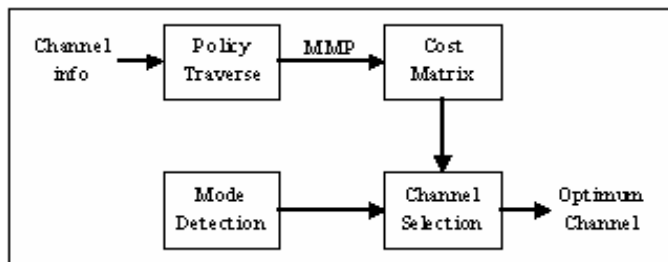 Channel
info
Policy
Traverse
MMP
Cost
Matrix
Mode
Detection
Channel
Selection
Optimum
Channel